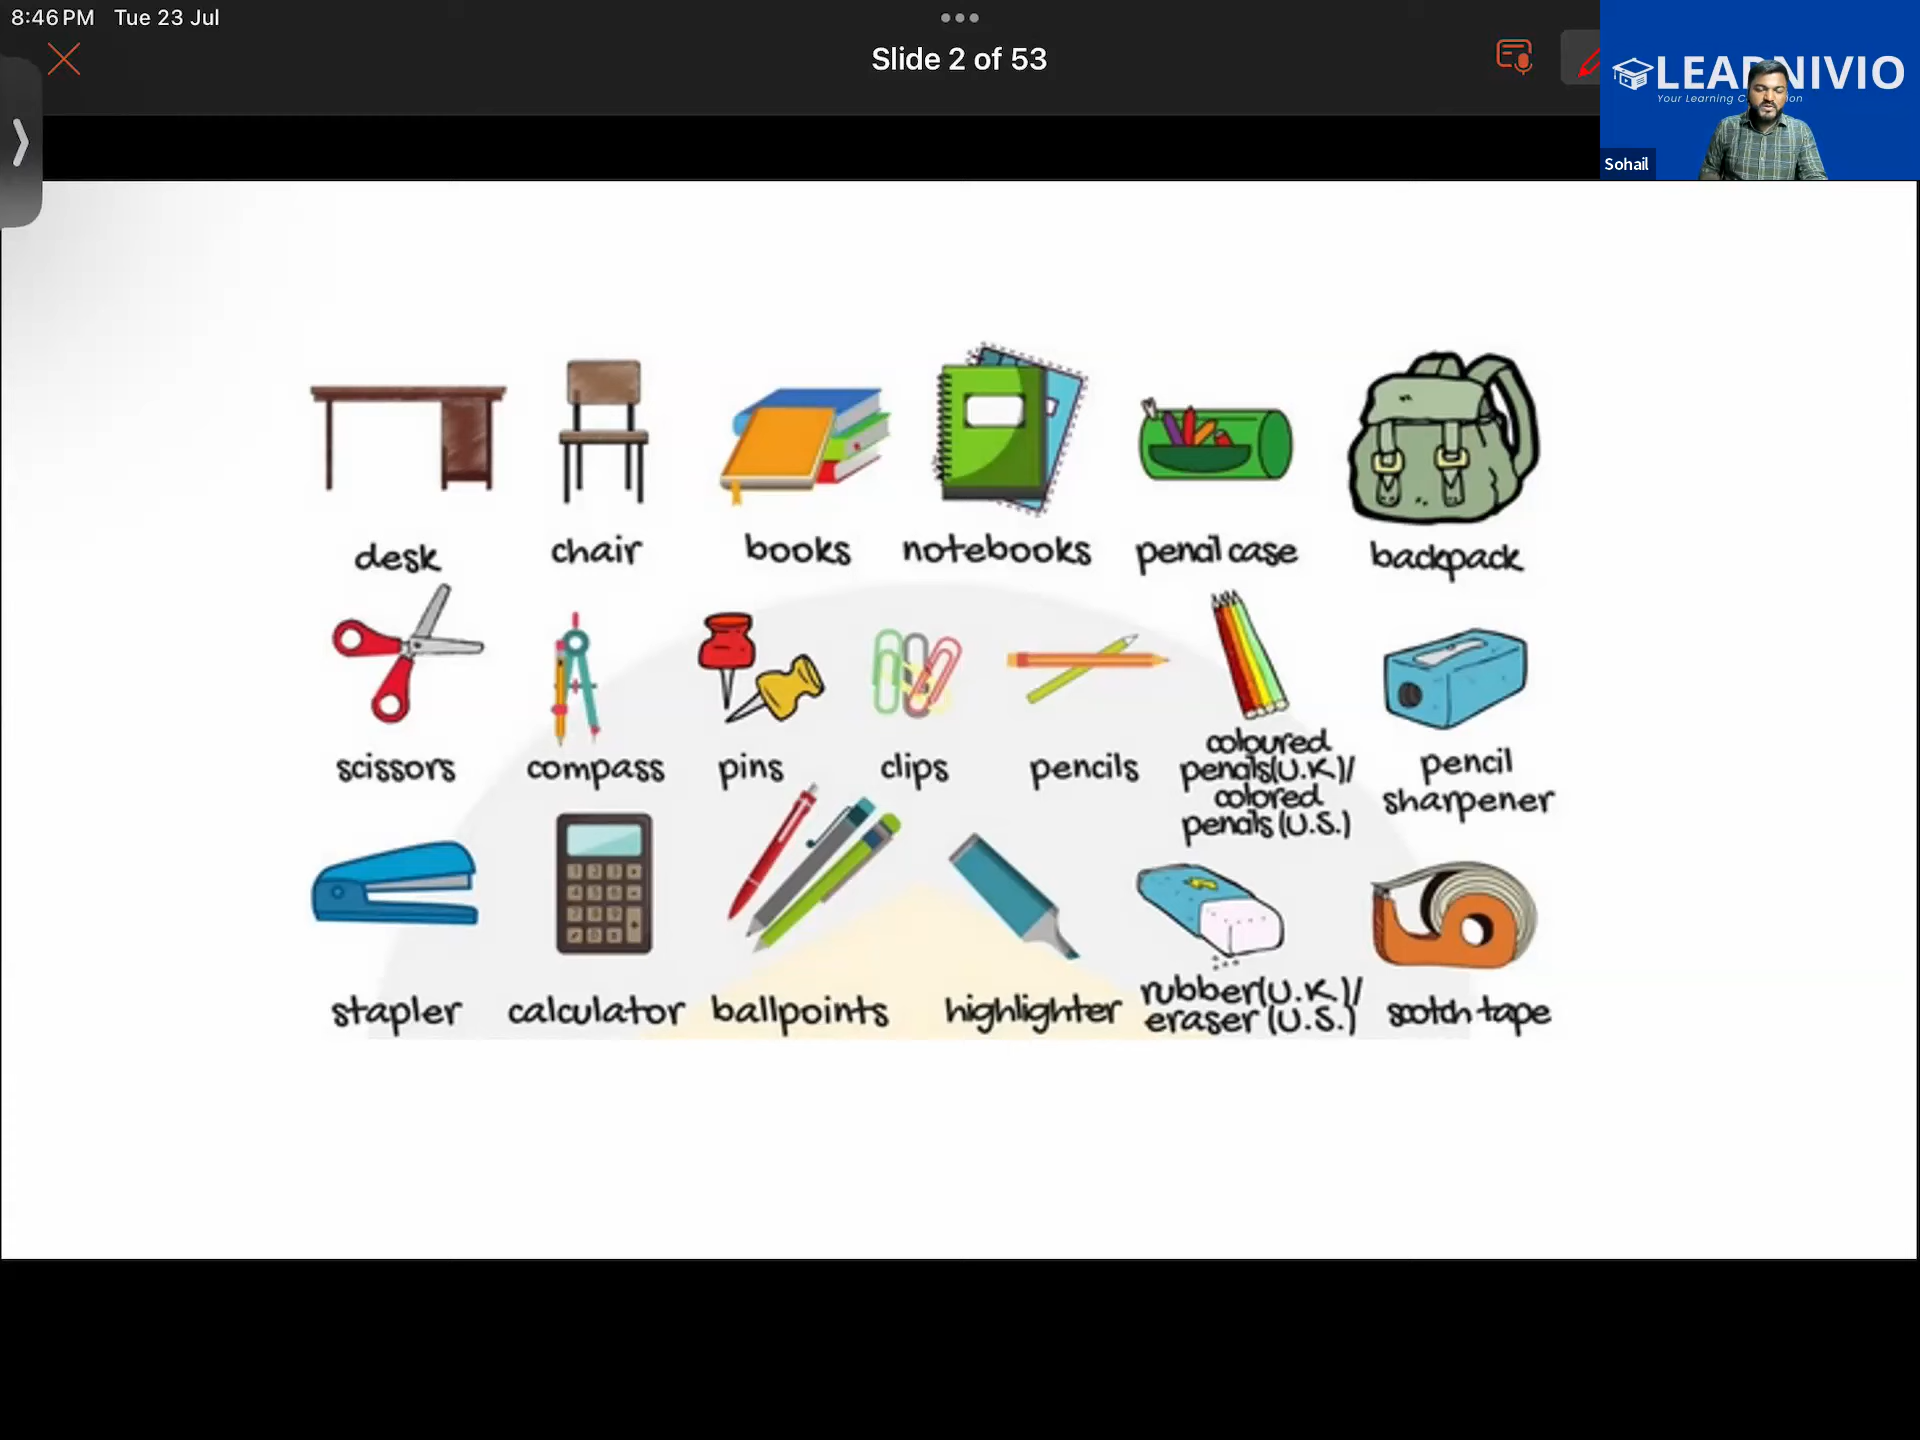 8:46 PM Tue 23 Jul
Slide 2 of 53
LEARNIVIO
Your Learning
Sohail
desk chair books notebooks pencil case backpack
scissors compass pins clips pencils coloured
pencils(U.K.)/
colored
pencils (U.S.) pencil
sharpener
stapler calculator ballpoints highlighter rubber(U.K.)/
eraser (U.S.) scotch tape